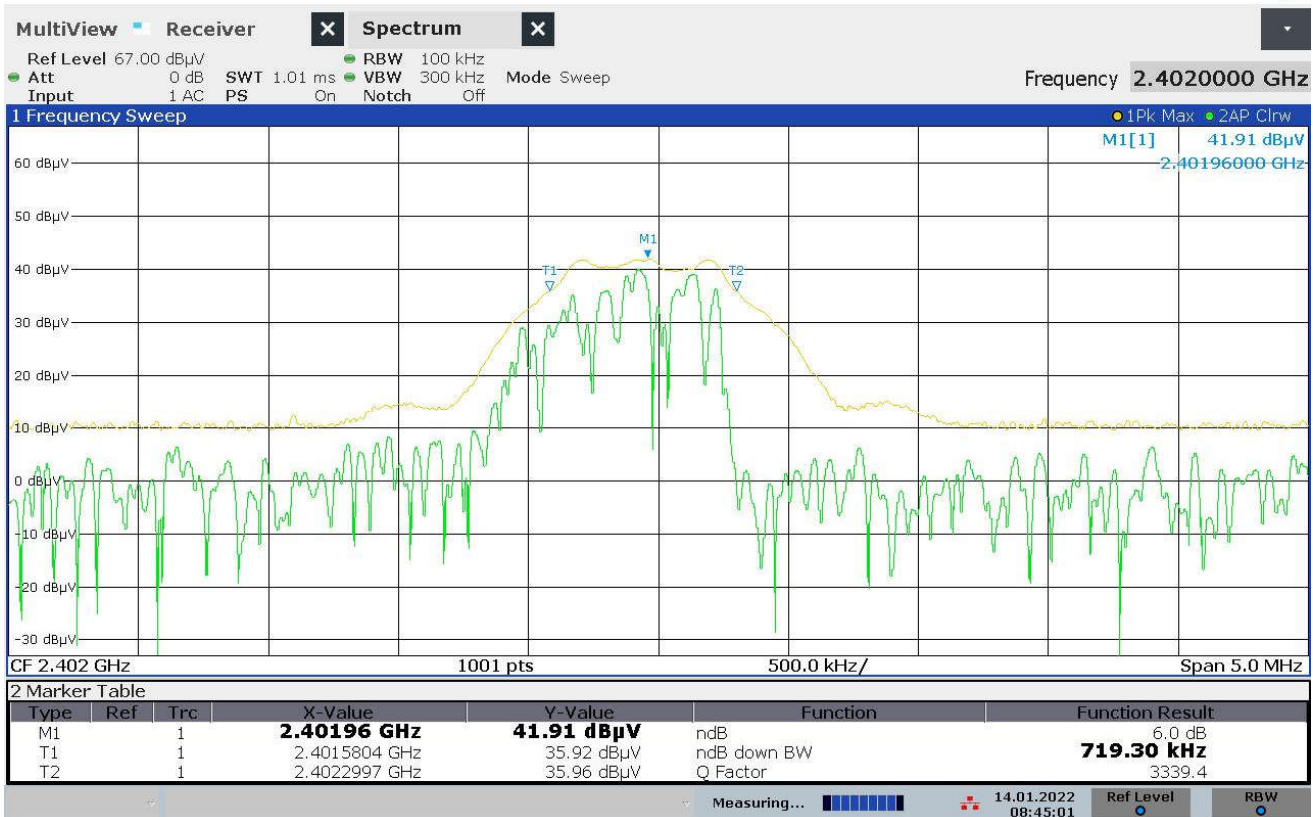 MultiView Receiver X Spectrum X
Ref Level 67.00 dBµV RBW 100 kHz
Att 0 dB SWT 1.01 ms VBW 300 kHz Mode Sweep Frequency 2.4020000 GHz
Input 1 AC PS On Notch Off
1 Frequency Sweep 1Pk Max 2AP Clrw
M1[1] 41.91 dBµV
2.40196000 GHz
60 dBµV
50 dBµV
M1
40 dBµV
T1 T2
30 dBµV
20 dBµV
10 dBµV
0 dBµV
-10 dBµV
-20 dBµV
-30 dBµV
CF 2.402 GHz 1001 pts 500.0 kHz/ Span 5.0 MHz
2 Marker Table
Type Ref Trc X-Value Y-Value Function Function Result
M1 1 2.40196 GHz 41.91 dBµV ndB 6.0 dB
T1 1 2.4015804 GHz 35.92 dBµV ndB down BW 719.30 kHz
T2 1 2.4022997 GHz 35.96 dBµV Q Factor 3339.4
Measuring... 14.01.2022 Ref Level RBW
08:45:01